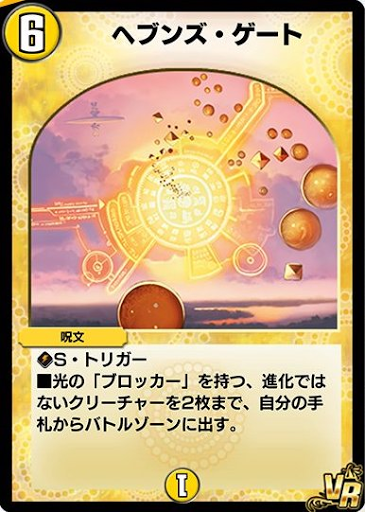 6
ヘブンズ・ゲート
呪文
S・トリガー
■光の「ブロッカー」を持つ、進化では
ないクリーチャーを2枚まで、自分の手
札からバトルゾーンに出す。
1
VR